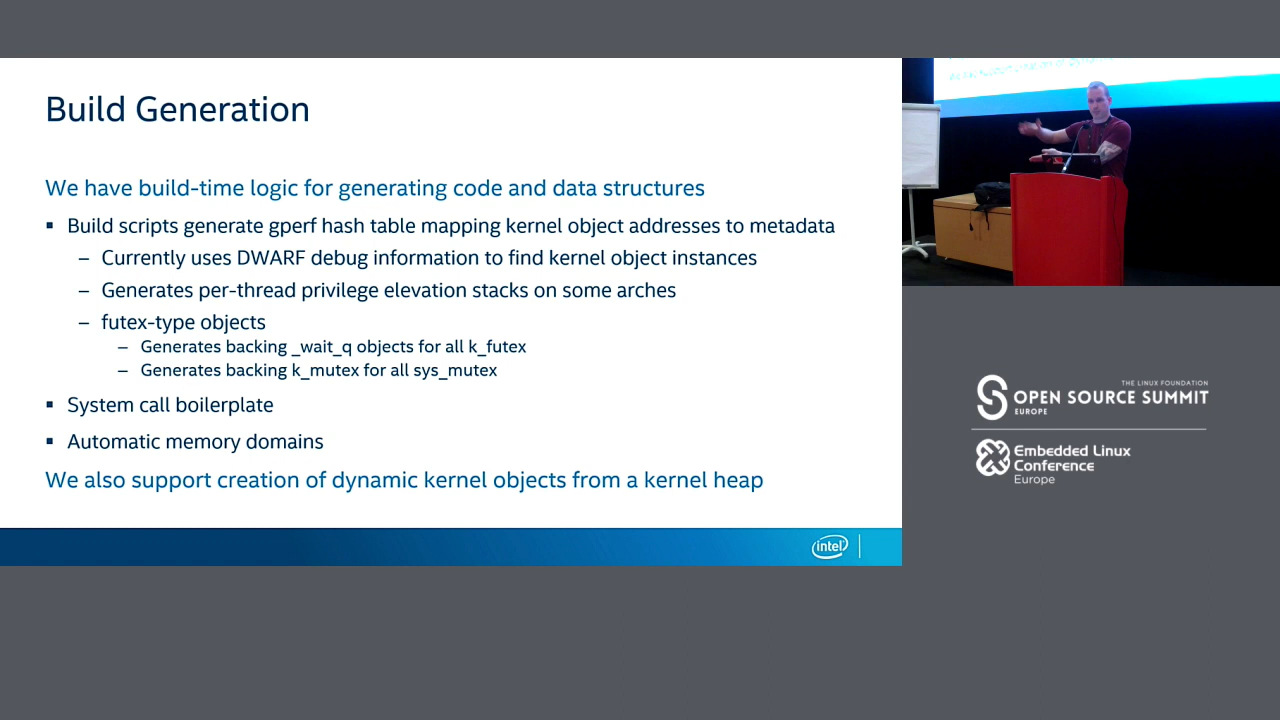 Build Generation
We have build-time logic for generating code and data structures
▪ Build scripts generate gperf hash table mapping kernel object addresses to metadata
– Currently uses DWARF debug information to find kernel object instances
– Generates per-thread privilege elevation stacks on some arches
– futex-type objects
– Generates backing _wait_q objects for all k_futex
– Generates backing k_mutex for all sys_mutex
▪ System call boilerplate
▪ Automatic memory domains
We also support creation of dynamic kernel objects from a kernel heap
intel
THE LINUX FOUNDATION
OPEN SOURCE SUMMIT
EUROPE
Embedded Linux
Conference
Europe